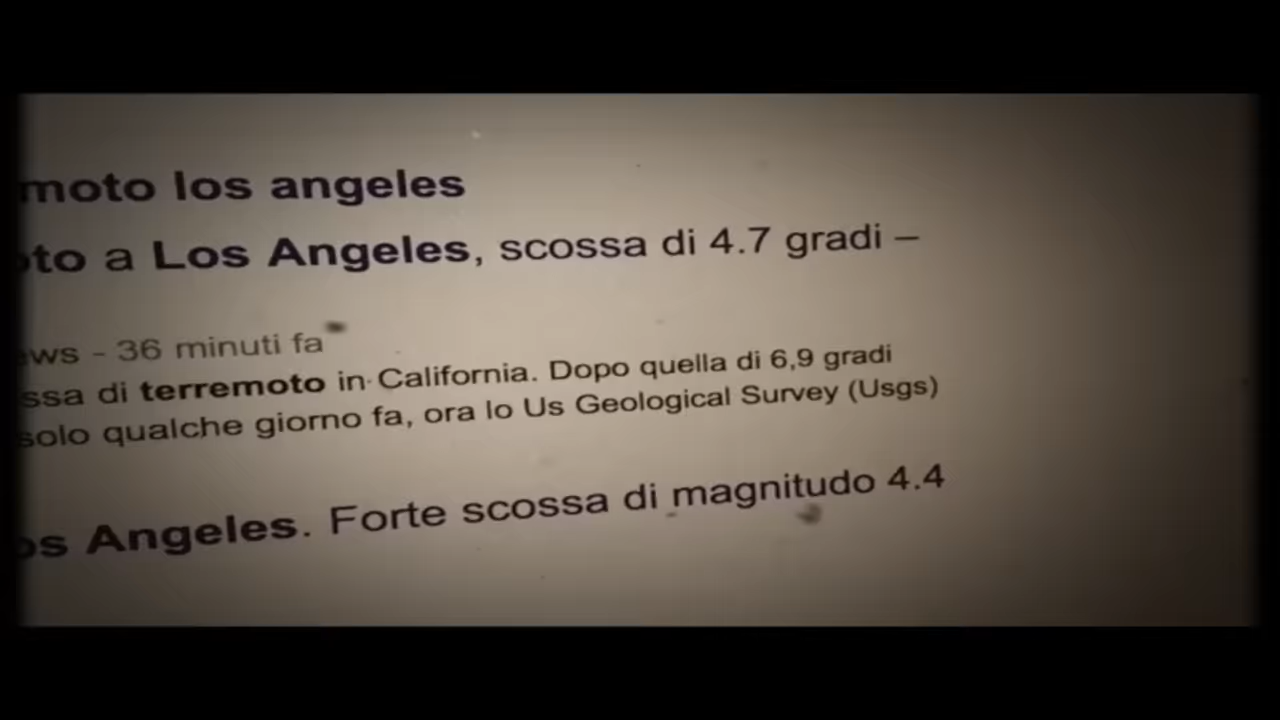 moto los angeles
oto a Los Angeles, scossa di 4.7 gradi –
ews - 36 minuti fa
ssa di terremoto in California. Dopo quella di 6,9 gradi
solo qualche giorno fa, ora lo Us Geological Survey (Usgs)
os Angeles. Forte scossa di magnitudo 4.4